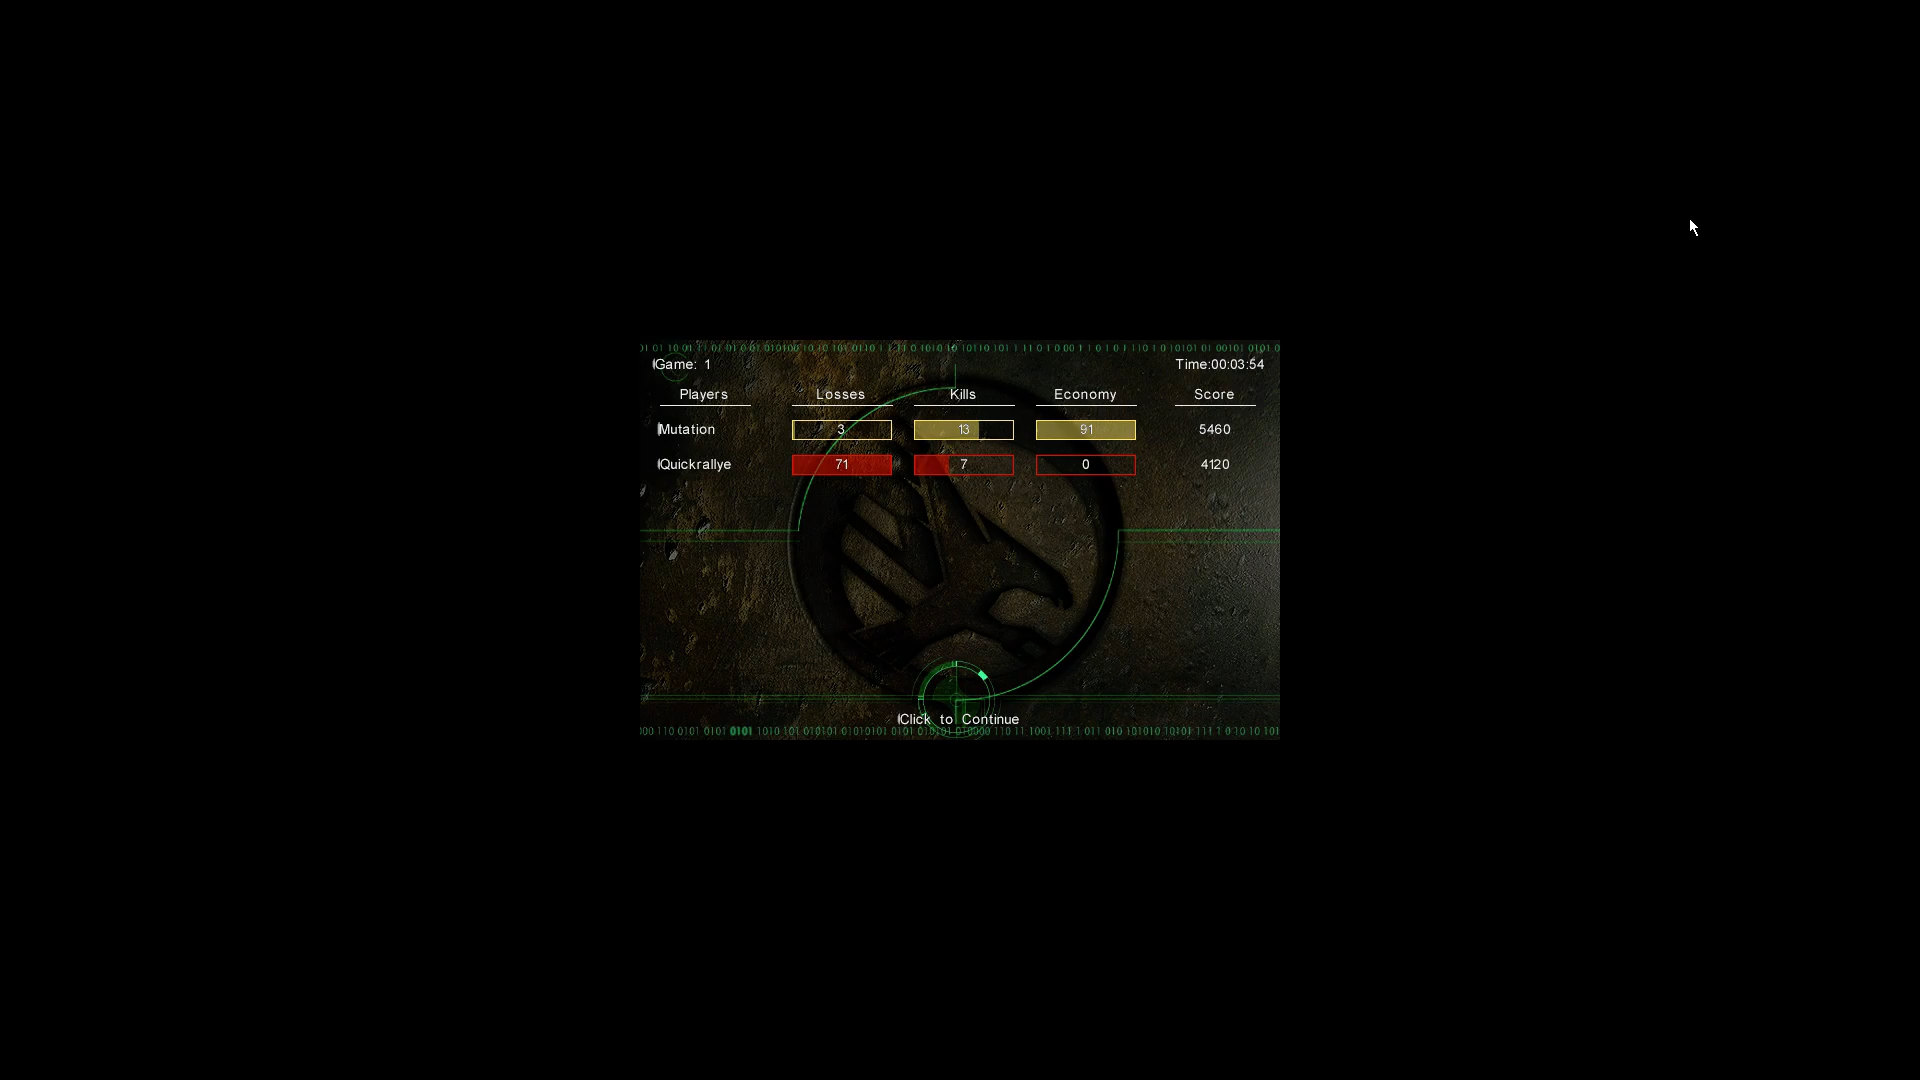 Game: 1 Time:00:03:54
Players Losses Kills Economy Score
Mutation 3 13 91 5460
Quickrallye 71 7 0 4120
Click to Continue